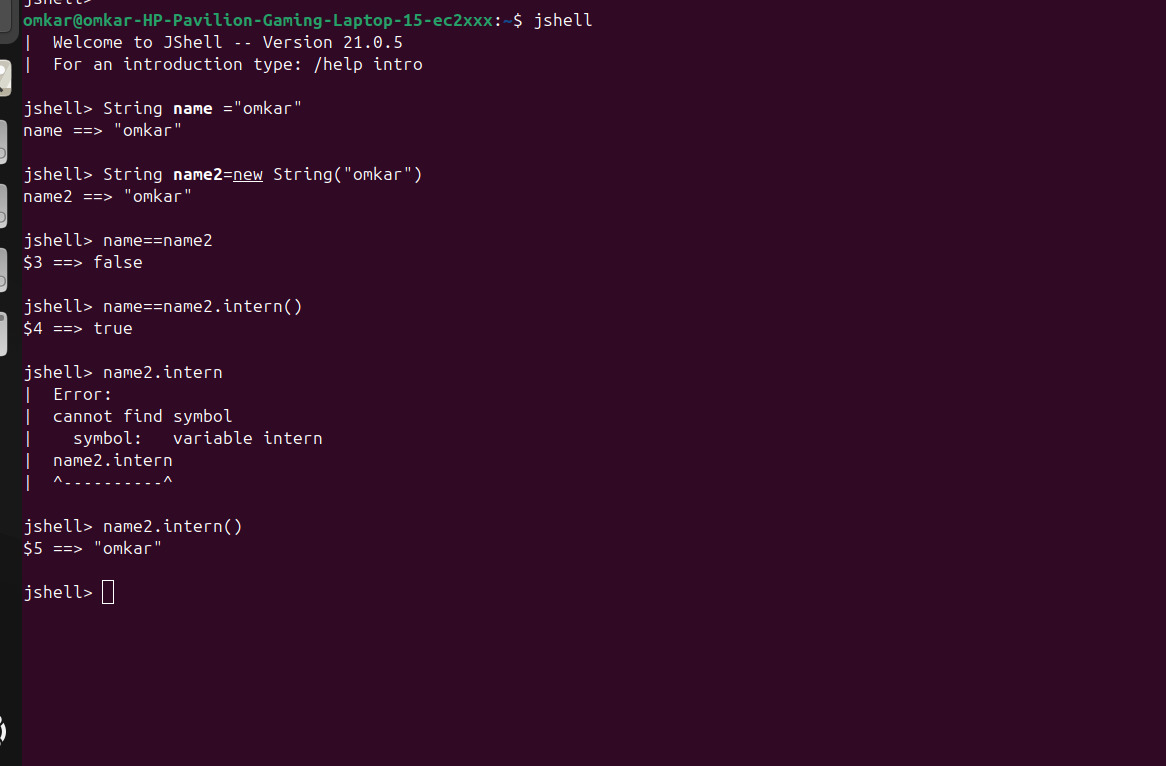 jshell>
omkar@omkar-HP-Pavilion-Gaming-Laptop-15-ec2xxx:~$ jshell
|  Welcome to JShell -- Version 21.0.5
|  For an introduction type: /help intro
jshell> String name ="omkar"
name ==> "omkar"
jshell> String name2=new String("omkar")
name2 ==> "omkar"
jshell> name==name2
$3 ==> false
jshell> name==name2.intern()
$4 ==> true
jshell> name2.intern
|  Error:
|  cannot find symbol
|    symbol:   variable intern
|  name2.intern
|  ^----------^
jshell> name2.intern()
$5 ==> "omkar"
jshell>